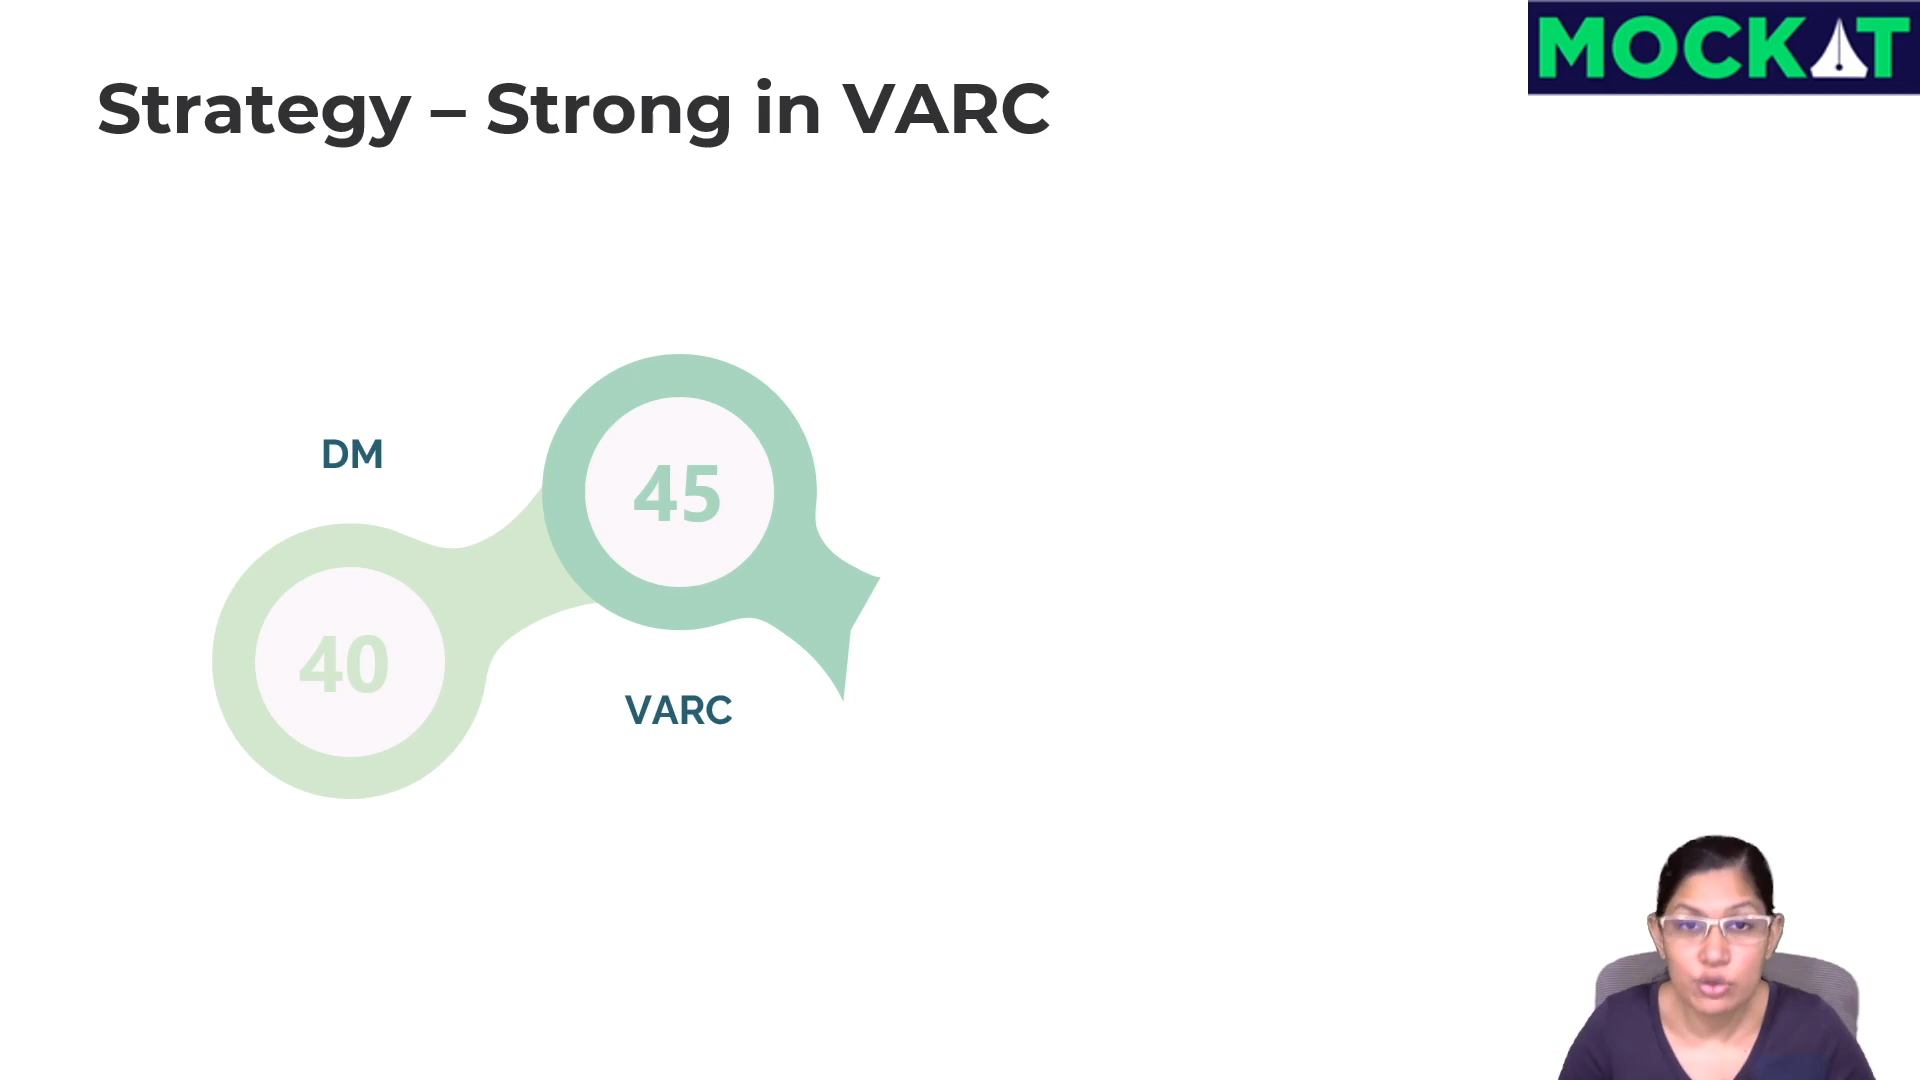 MOCKAT
Strategy – Strong in VARC
DM
45
40
VARC